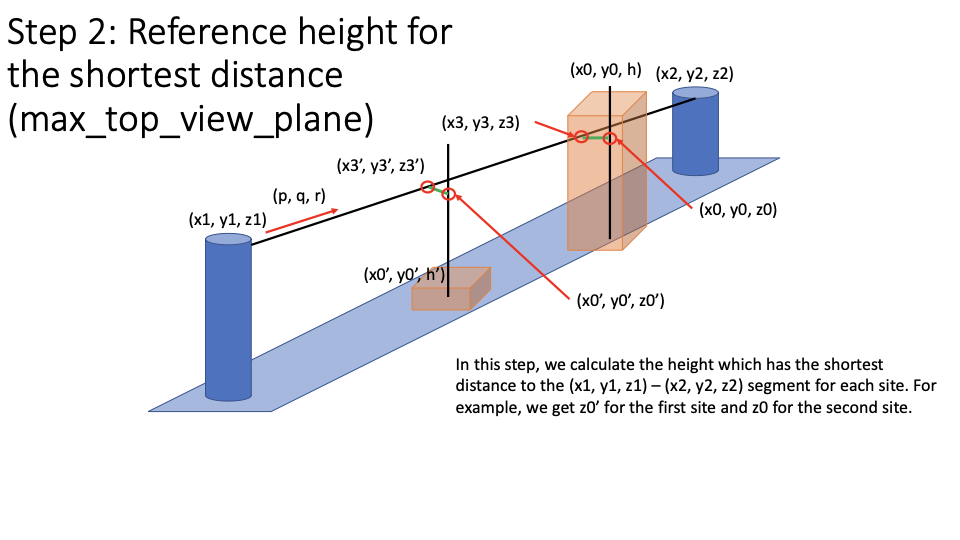 Step 2: Reference height for
the shortest distance
(max_top_view_plane)
(x0, y0, h)
(x2, y2, z2)
(x3, y3, z3)
(x3’, y3’, z3’)
(p, q, r)
(x1, y1, z1)
(x0, y0, z0)
(x0’, y0’, h’)
(x0’, y0’, z0’)
In this step, we calculate the height which has the shortest
distance to the (x1, y1, z1) – (x2, y2, z2) segment for each site. For
example, we get z0’ for the first site and z0 for the second site.